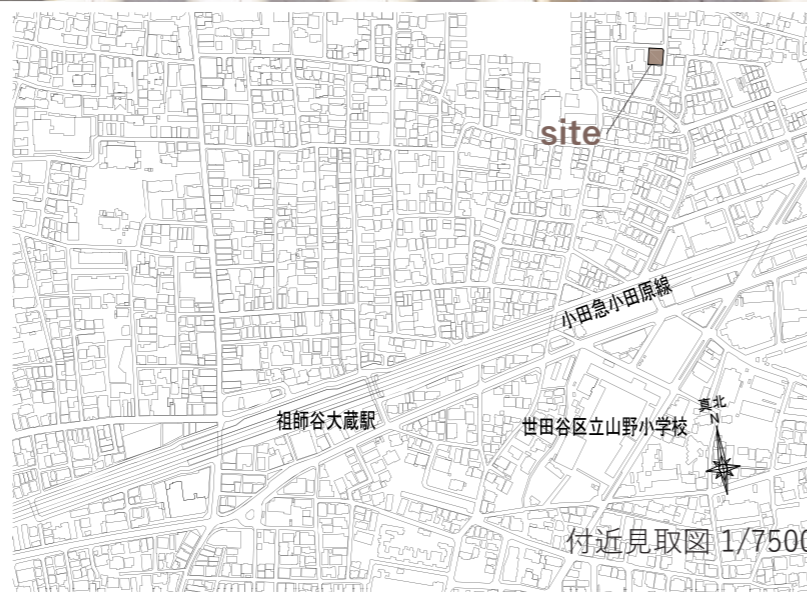 site
小田急小田原線
祖師谷大蔵駅
世田谷区立山野小学校
真北
N
付近見取図 1/7500